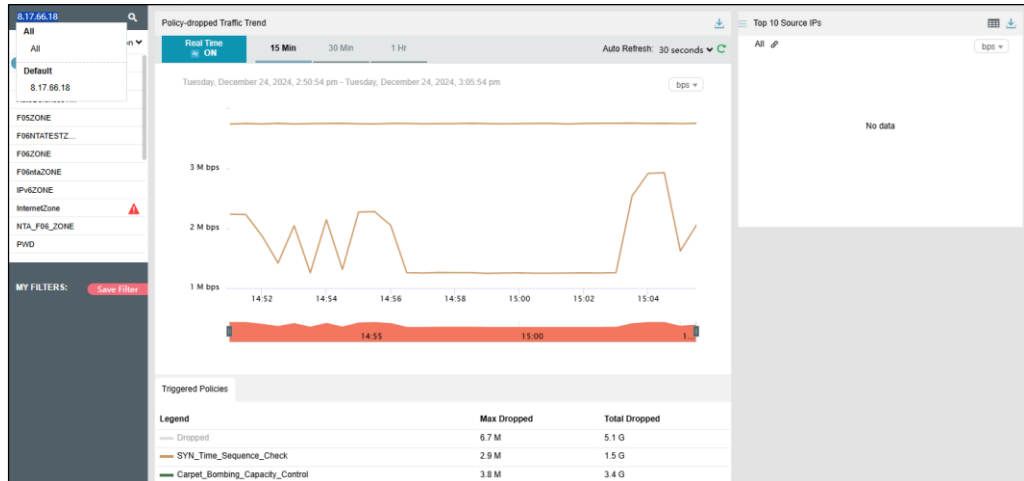 8.17.66.18
All
All
Default
8.17.66.18
F05ZONE
F06NTATESTZ...
F06ZONE
F06ntaZONE
IPv6ZONE
InternetZone
NTA_F06_ZONE
PWD
MY FILTERS:
Save Filter
Policy-dropped Traffic Trend
Real Time
ON
15 Min
30 Min
1 Hr
Auto Refresh: 30 seconds
Tuesday, December 24, 2024, 2:50:54 pm - Tuesday, December 24, 2024, 3:05:54 pm
bps
3 M bps
2 M bps
1 M bps
14:52 14:54 14:56 14:58 15:00 15:02 15:04
14:55 15:00 1...
Triggered Policies
Legend Max Dropped Total Dropped
Dropped 6.7 M 5.1 G
SYN_Time_Sequence_Check 2.9 M 1.5 G
Carpet_Bombing_Capacity_Control 3.8 M 3.4 G
Top 10 Source IPs
All
bps
No data